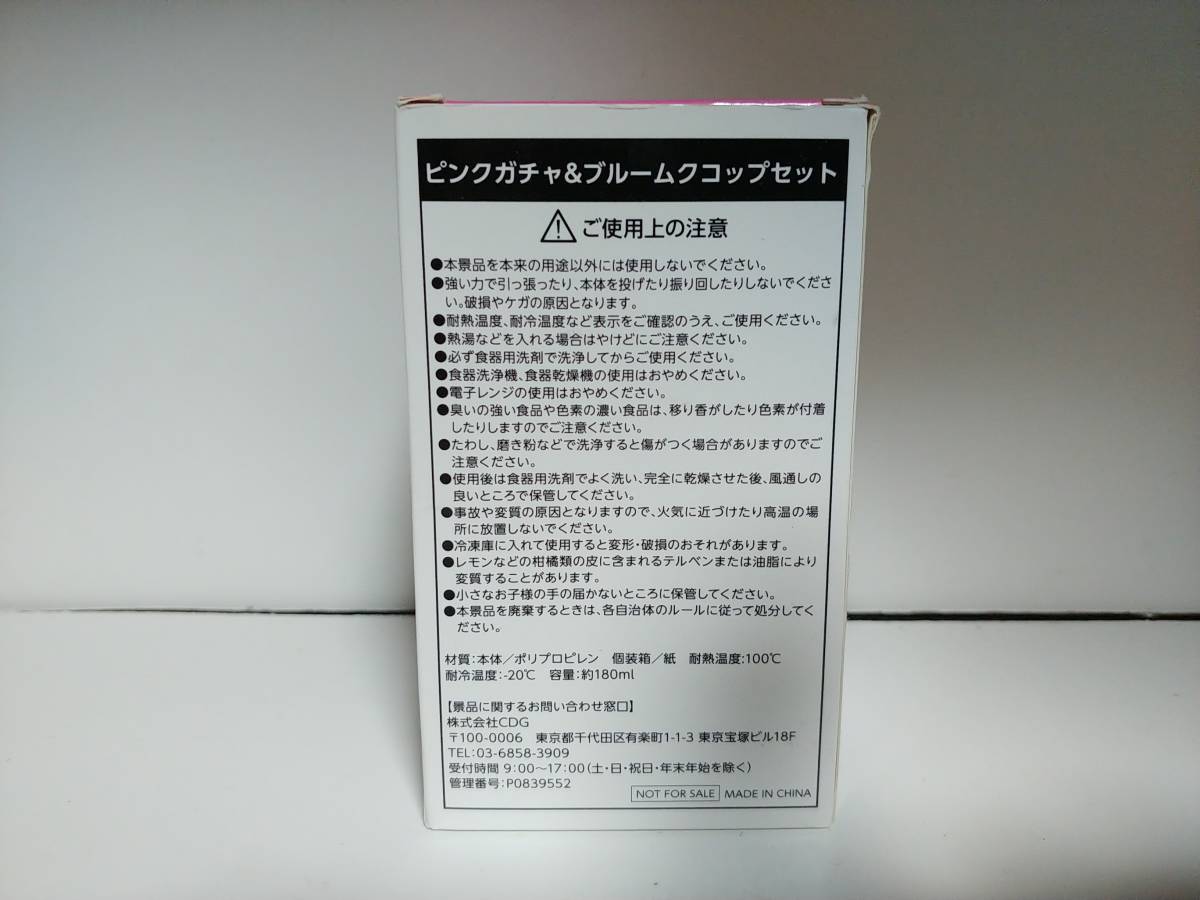 ピンクガチャ&ブルームクコップセット
ご使用上の注意
●本景品を本来の用途以外には使用しないでください。
●強い力で引っ張ったり、本体を投げたり振り回したりしないでくださ
い。破損やケガの原因となります。
●耐熱温度、耐冷温度など表示をご確認のうえ、ご使用ください。
●熱湯などを入れる場合はやけどにご注意ください。
●必ず食器用洗剤で洗浄してからご使用ください。
●食器洗浄機、食器乾燥機の使用はおやめください。
●電子レンジの使用はおやめください。
●臭いの強い食品や色素の濃い食品は、移り香がしたり色素が付着
したりしますのでご注意ください。
●たわし、磨き粉などで洗浄すると傷がつく場合がありますのでご
注意ください。
●使用後は食器用洗剤でよく洗い、完全に乾燥させた後、風通しの
良いところで保管してください。
●事故や変質の原因となりますので、火気に近づけたり高温の場
所に放置しないでください。
●冷凍庫に入れて使用すると変形・破損のおそれがあります。
●レモンなどの柑橘類の皮に含まれるテルペンまたは油脂により
変質することがあります。
●小さなお子様の手の届かないところに保管してください。
●本景品を廃棄するときは、各自治体のルールに従って処分してく
ださい。
材質:本体/ポリプロピレン 個装箱/紙 耐熱温度:100℃
耐冷温度:-20℃ 容量:約180ml
【景品に関するお問い合わせ窓口】
株式会社CDG
〒100-0006 東京都千代田区有楽町1-1-3 東京宝塚ビル18F
TEL:03-6858-3909
受付時間 9:00〜17:00(土・日・祝日・年末年始を除く)
管理番号:P0839552
NOT FOR SALE MADE IN CHINA